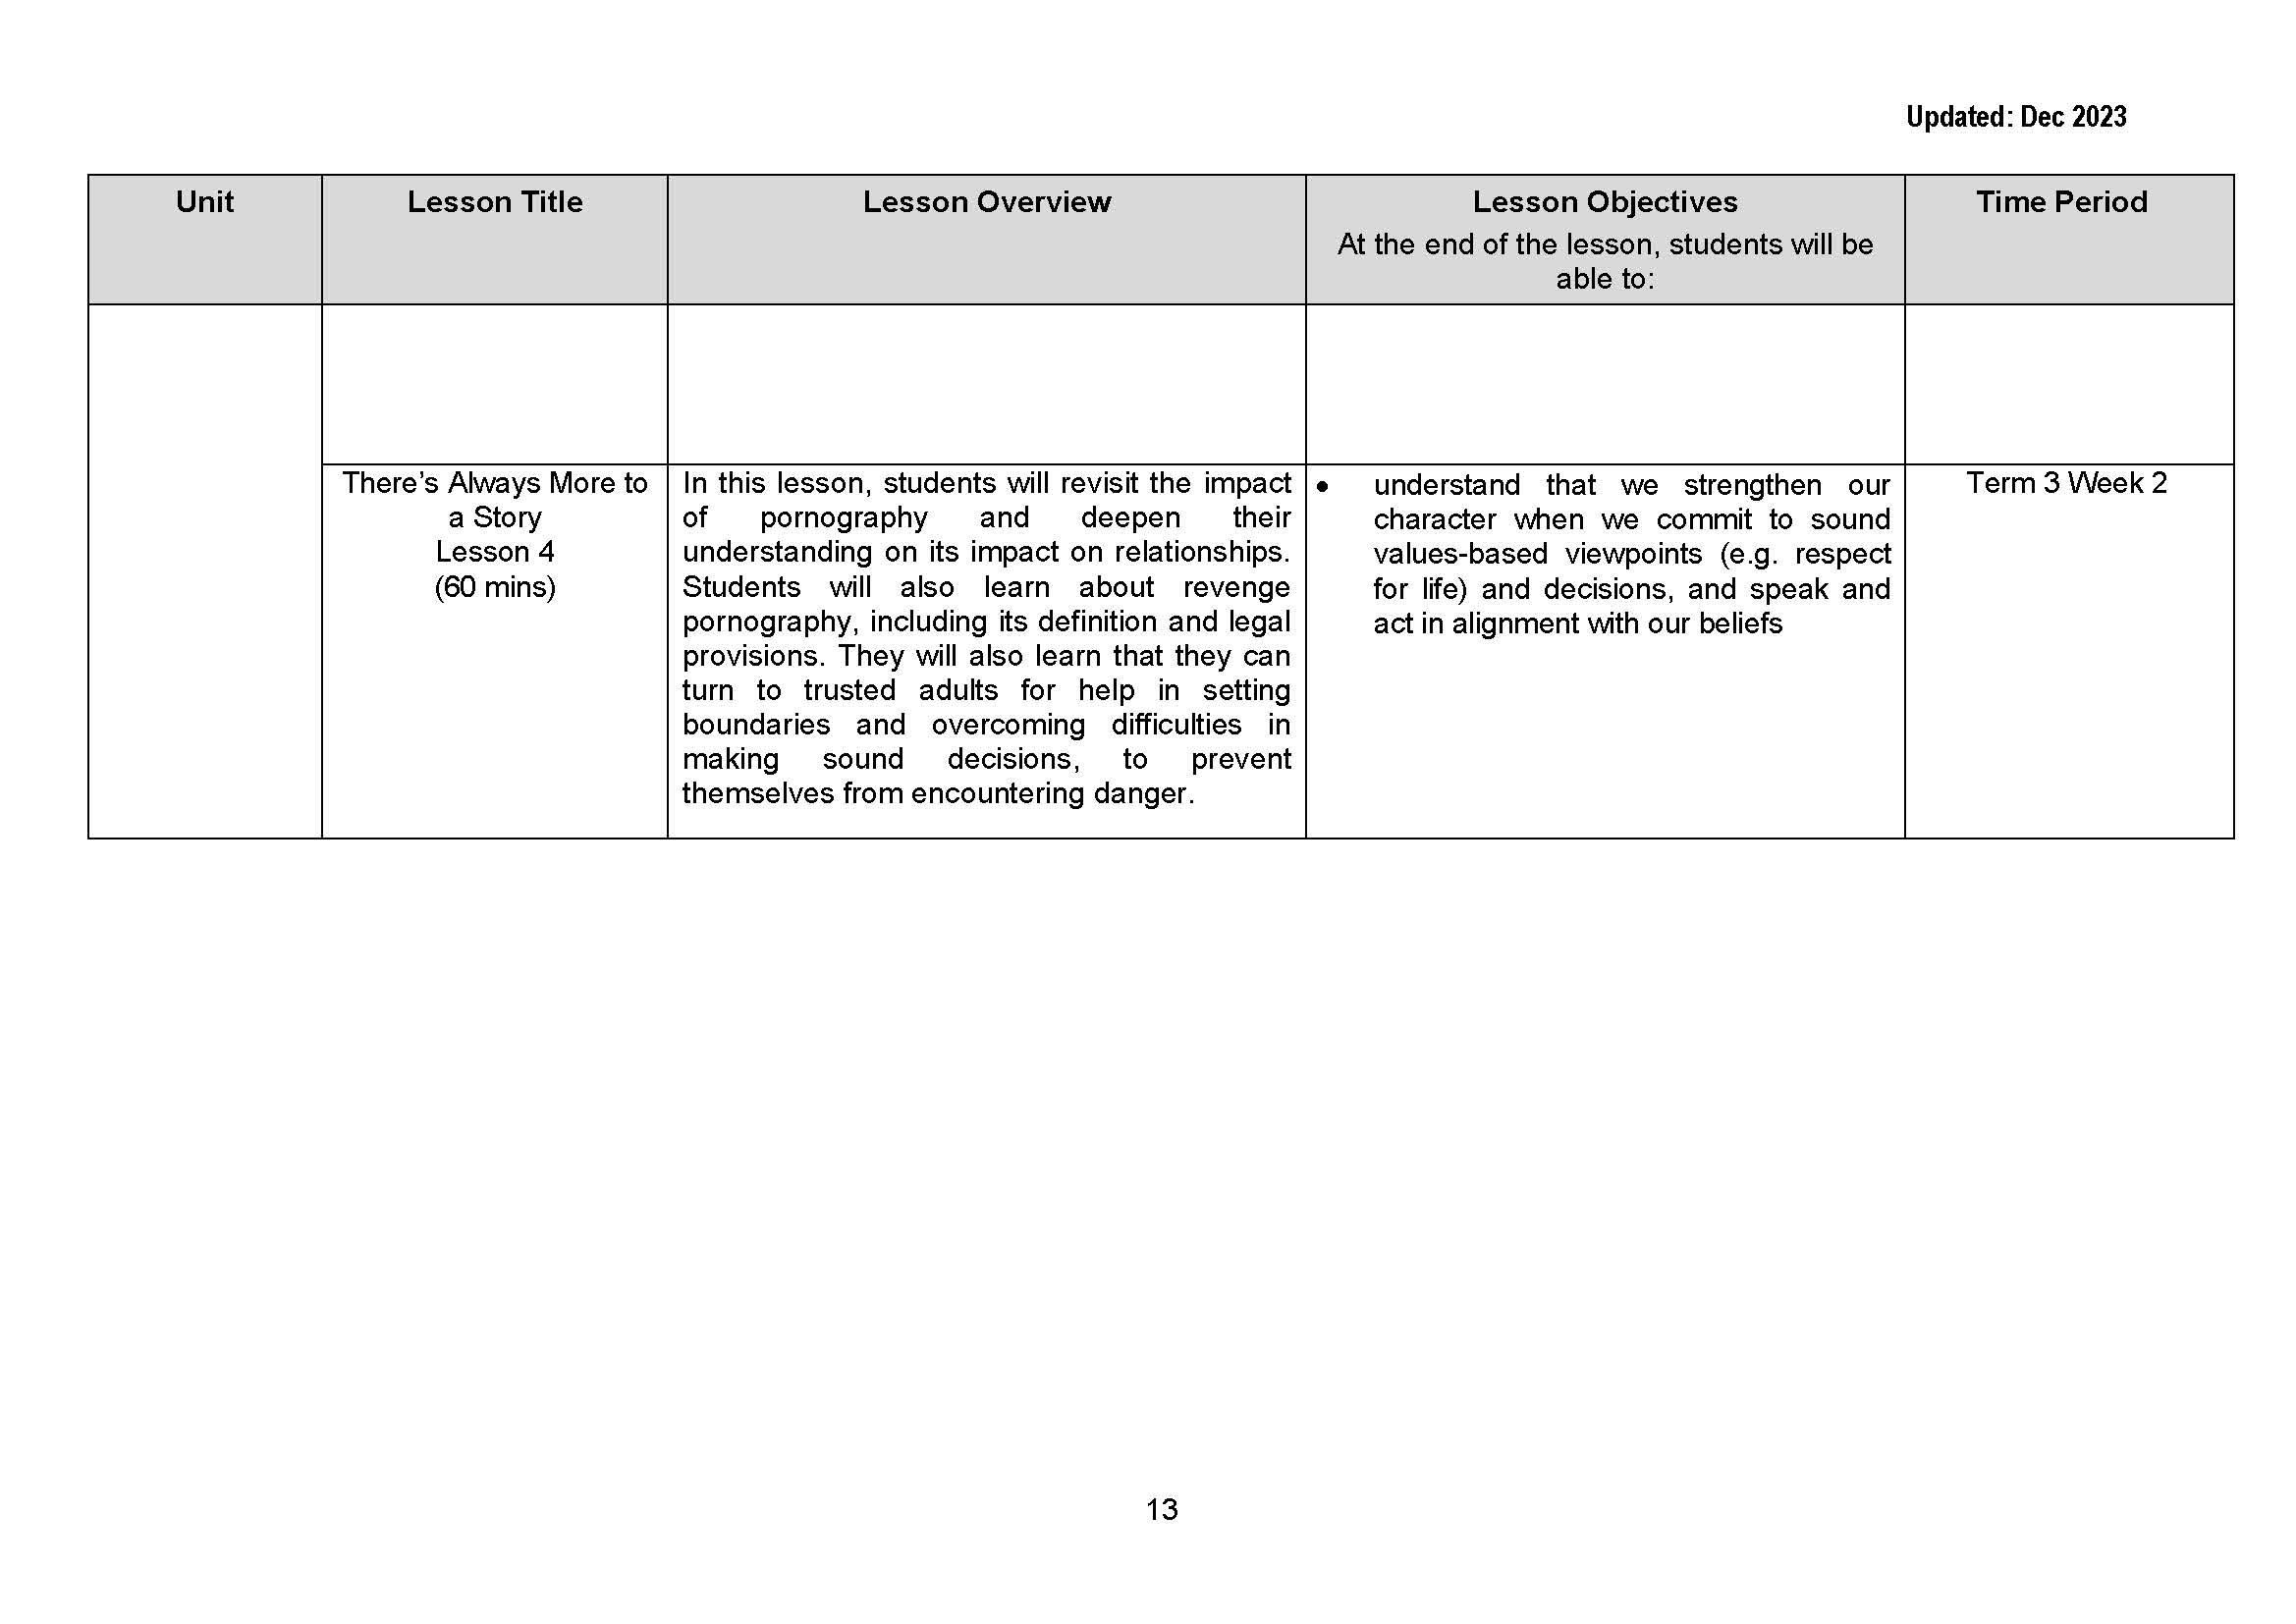 Updated: Dec 2023
Unit
Lesson Title
Lesson Overview
Lesson Objectives
At the end of the lesson, students will be
able to:
Time Period
There’s Always More to
a Story
Lesson 4
(60 mins)
In this lesson, students will revisit the impact
of pornography and deepen their
understanding on its impact on relationships.
Students will also learn about revenge
pornography, including its definition and legal
provisions. They will also learn that they can
turn to trusted adults for help in setting
boundaries and overcoming difficulties in
making sound decisions, to prevent
themselves from encountering danger.
• understand that we strengthen our
character when we commit to sound
values-based viewpoints (e.g. respect
for life) and decisions, and speak and
act in alignment with our beliefs
Term 3 Week 2
13